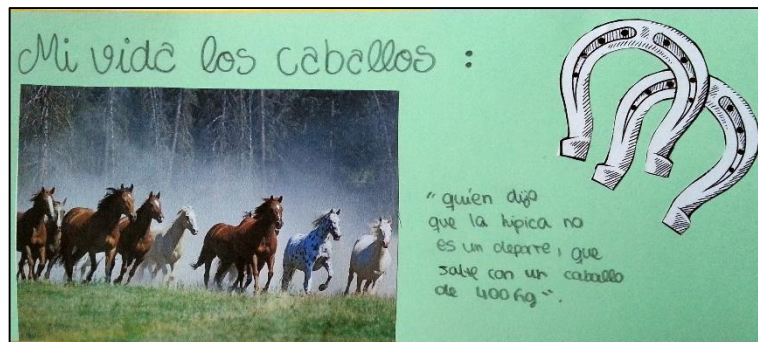 Mi vida los caballos :
"quién dijo
que la hipica no
es un deporte, que
salte con un caballo
de 400 kg".